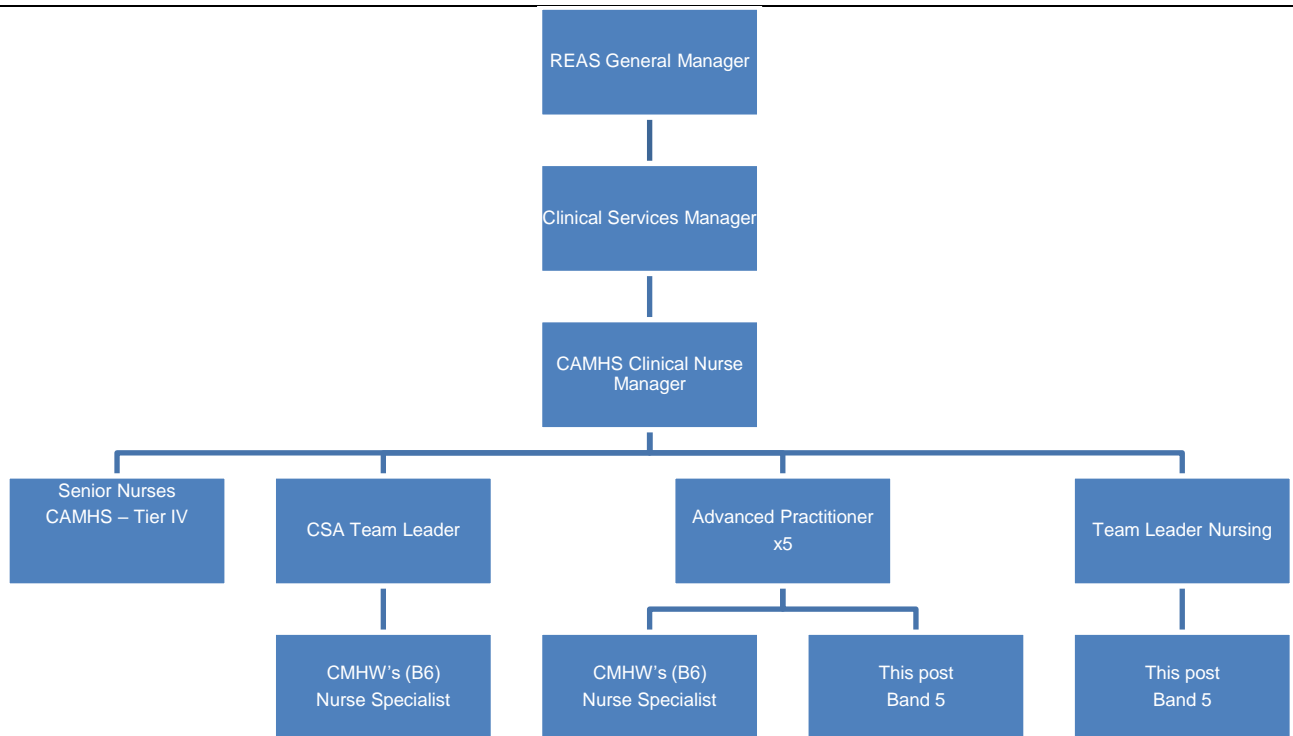 REAS General Manager
Clinical Services Manager
CAMHS Clinical Nurse
Manager
Senior Nurses
CAMHS – Tier IV
CSA Team Leader
Advanced Practitioner
x5
Team Leader Nursing
CMHW’s (B6)
Nurse Specialist
CMHW’s (B6)
Nurse Specialist
This post
Band 5
This post
Band 5